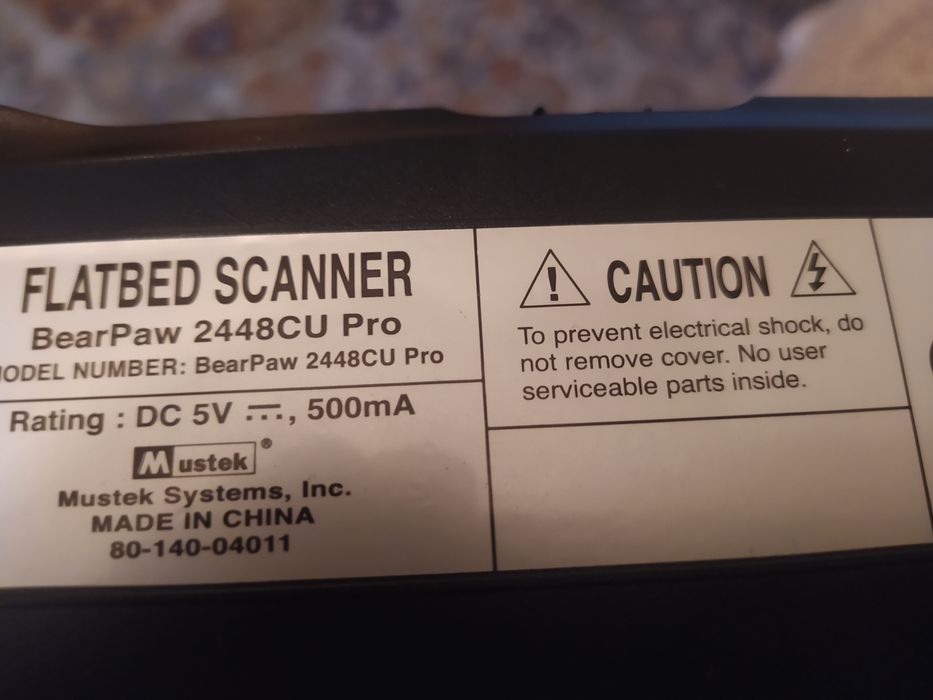 FLATBED SCANNER
BearPaw 2448CU Pro
MODEL NUMBER: BearPaw 2448CU Pro
Rating : DC 5V ⎓, 500mA
Mustek®
Mustek Systems, Inc.
MADE IN CHINA
80-140-04011
CAUTION
To prevent electrical shock, do
not remove cover. No user
serviceable parts inside.